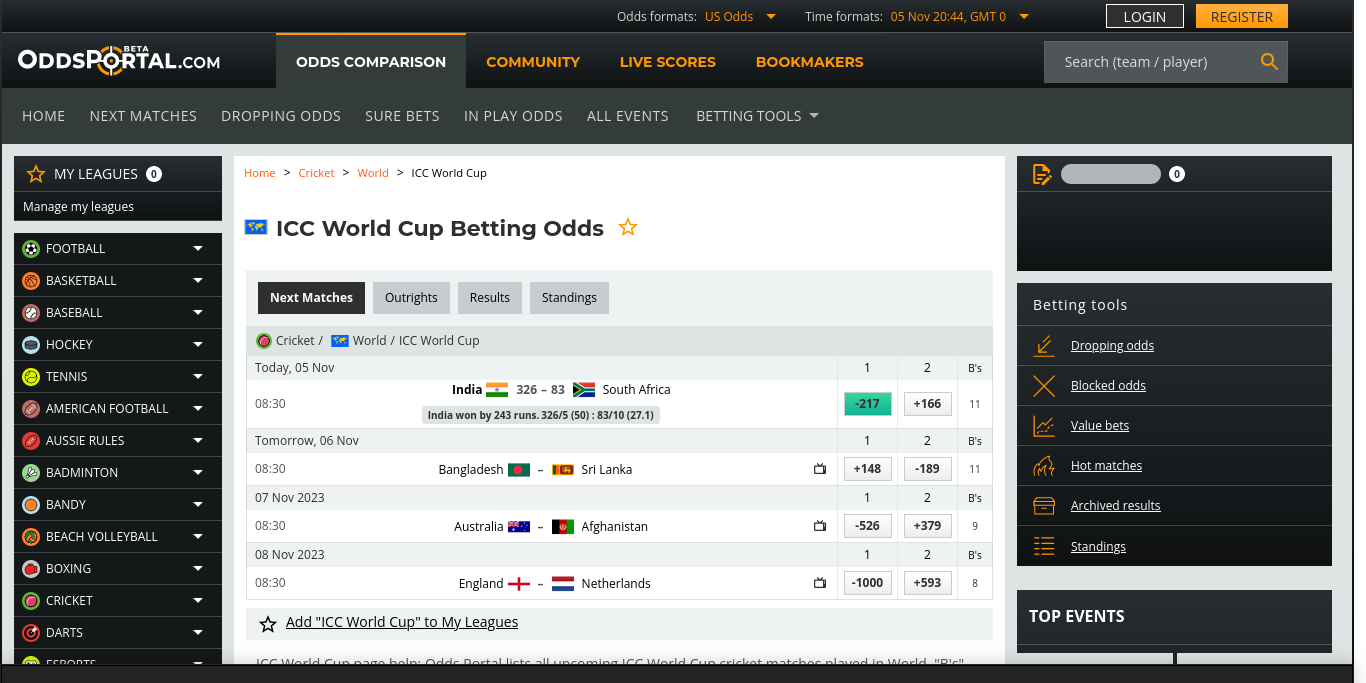 Odds formats: US Odds Time formats: 05 Nov 20:44, GMT 0 LOGIN REGISTER
ODDSPORTAL.COM BETA ODDS COMPARISON COMMUNITY LIVE SCORES BOOKMAKERS Search (team / player)
HOME NEXT MATCHES DROPPING ODDS SURE BETS IN PLAY ODDS ALL EVENTS BETTING TOOLS
MY LEAGUES 0
Manage my leagues
FOOTBALL
BASKETBALL
BASEBALL
HOCKEY
TENNIS
AMERICAN FOOTBALL
AUSSIE RULES
BADMINTON
BANDY
BEACH VOLLEYBALL
BOXING
CRICKET
DARTS
ESPORTS
Home > Cricket > World > ICC World Cup
ICC World Cup Betting Odds
Next Matches Outrights Results Standings
Cricket / World / ICC World Cup
Today, 05 Nov 1 2 B's
08:30 India 326 – 83 South Africa -217 +166 11
India won by 243 runs. 326/5 (50) : 83/10 (27.1)
Tomorrow, 06 Nov 1 2 B's
08:30 Bangladesh – Sri Lanka +148 -189 11
07 Nov 2023 1 2 B's
08:30 Australia – Afghanistan -526 +379 9
08 Nov 2023 1 2 B's
08:30 England – Netherlands -1000 +593 8
Add "ICC World Cup" to My Leagues
ICC World Cup page help: Odds Portal lists all upcoming ICC World Cup cricket matches played in World. "B's"
0
Betting tools
Dropping odds
Blocked odds
Value bets
Hot matches
Archived results
Standings
TOP EVENTS